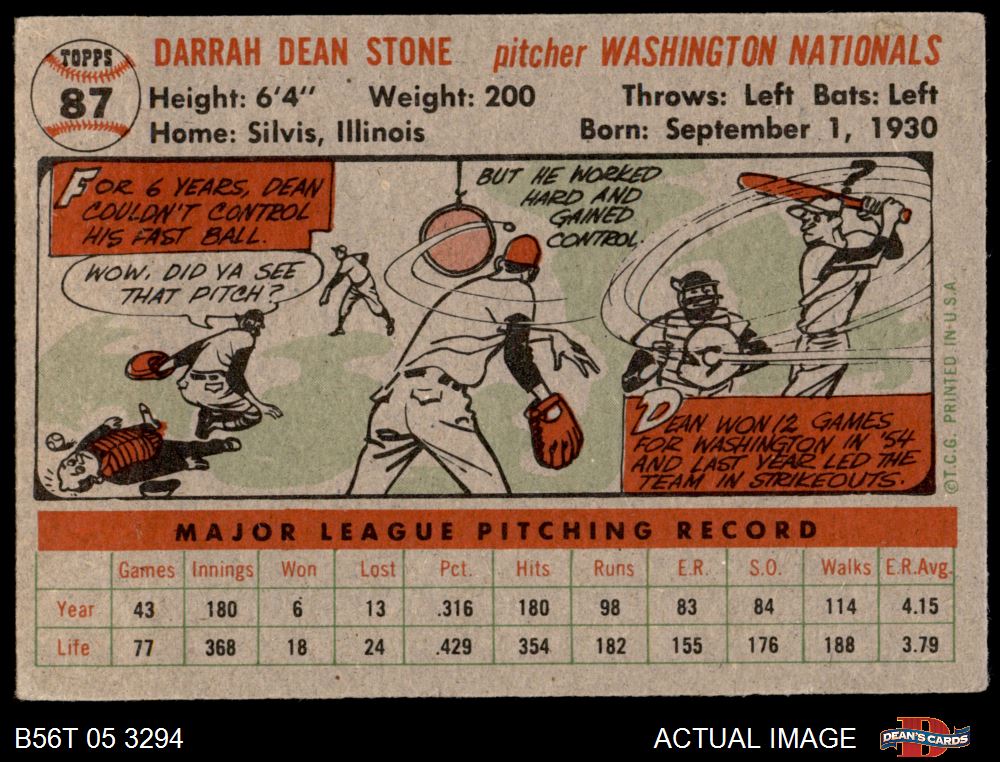 TOPPS
87
DARRAH DEAN STONE pitcher WASHINGTON NATIONALS
Height: 6'4" Weight: 200 Throws: Left Bats: Left
Home: Silvis, Illinois Born: September 1, 1930
FOR 6 YEARS, DEAN
COULDN'T CONTROL
HIS FAST BALL.
WOW, DID YA SEE
THAT PITCH?
BUT HE WORKED
HARD AND
GAINED
CONTROL.
?
DEAN WON 12 GAMES
FOR WASHINGTON IN '54
AND LAST YEAR LED THE
TEAM IN STRIKEOUTS.
©T.C.G. PRINTED IN U.S.A.
MAJOR LEAGUE PITCHING RECORD
Games Innings Won Lost Pct. Hits Runs E.R. S.O. Walks E.R.Avg.
Year 43 180 6 13 .316 180 98 83 84 114 4.15
Life 77 368 18 24 .429 354 182 155 176 188 3.79
B56T 05 3294 ACTUAL IMAGE DEAN'S CARDS